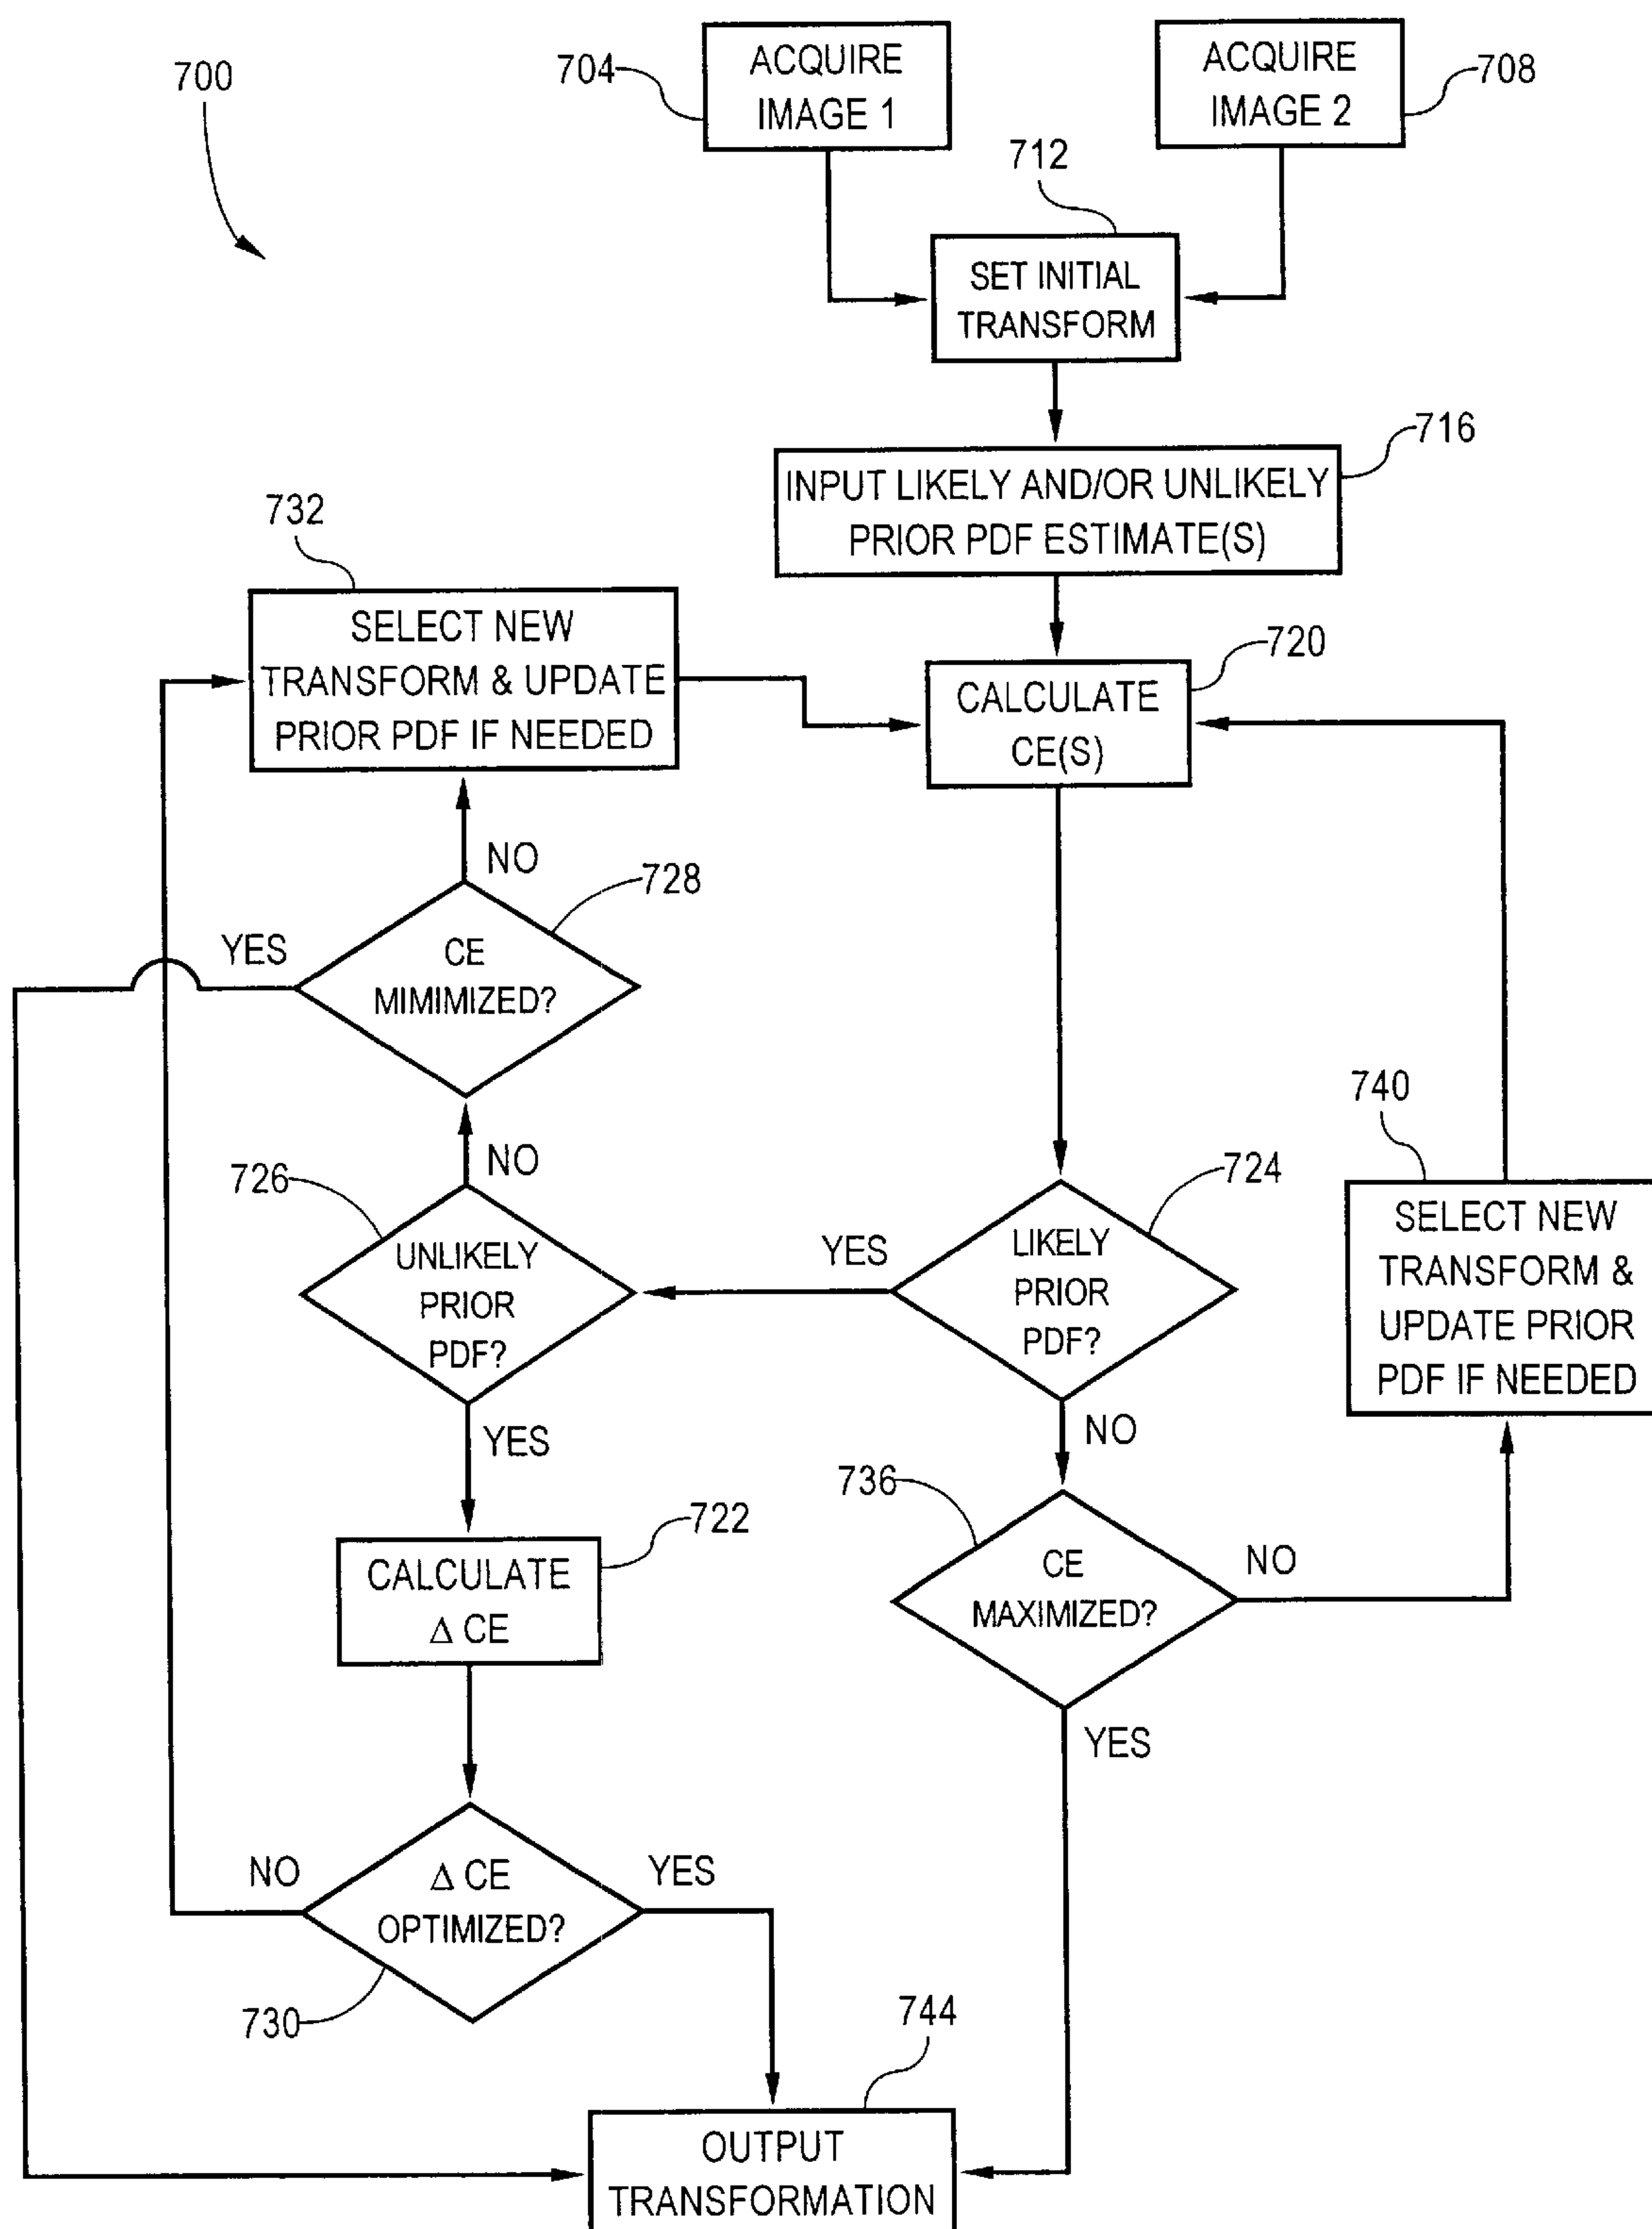 700
704
ACQUIRE
IMAGE 1
ACQUIRE
IMAGE 2
708
712
SET INITIAL
TRANSFORM
716
INPUT LIKELY AND/OR UNLIKELY
PRIOR PDF ESTIMATE(S)
732
SELECT NEW
TRANSFORM & UPDATE
PRIOR PDF IF NEEDED
720
CALCULATE
CE(S)
NO
728
YES
CE
MIMIMIZED?
740
SELECT NEW
TRANSFORM &
UPDATE PRIOR
PDF IF NEEDED
726
NO
724
UNLIKELY
PRIOR
PDF?
YES
LIKELY
PRIOR
PDF?
YES
NO
722
CALCULATE
Δ CE
736
CE
MAXIMIZED?
NO
YES
NO
Δ CE
OPTIMIZED?
YES
730
744
OUTPUT
TRANSFORMATION